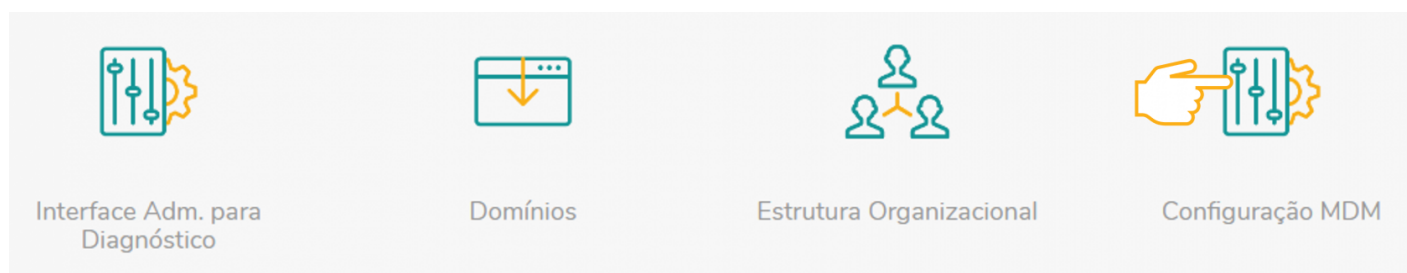 Interface Adm. para
Diagnóstico
Domínios
Estrutura Organizacional
Configuração MDM